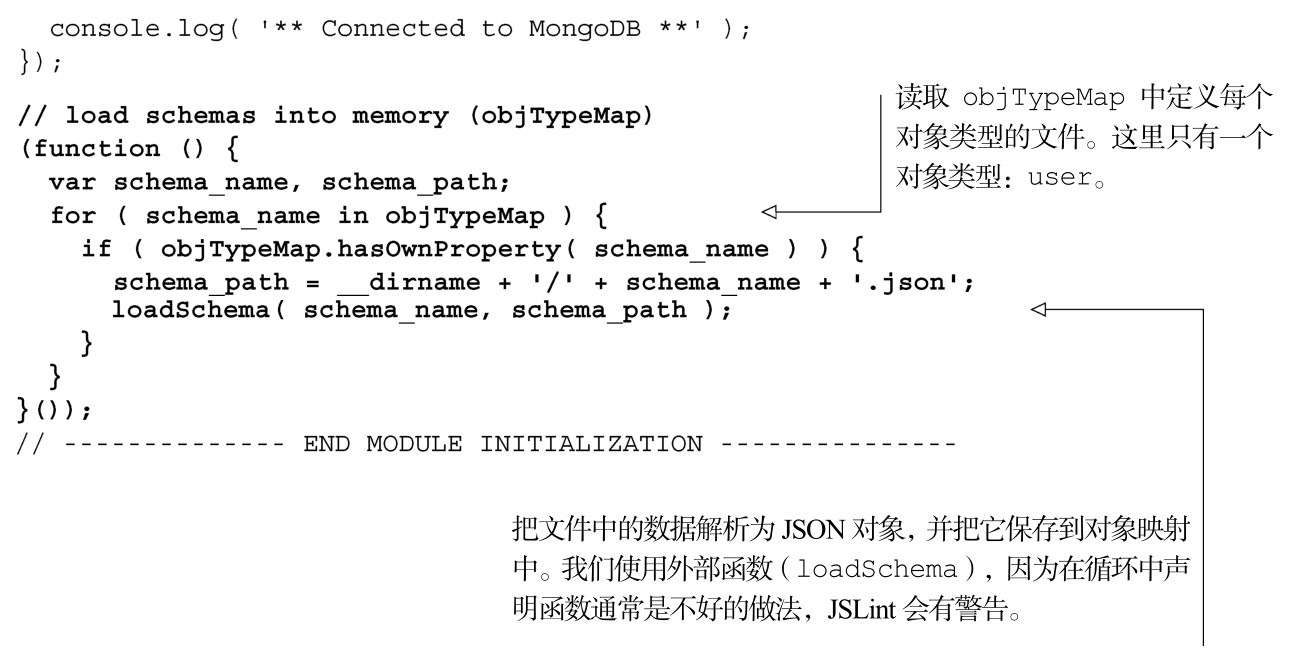 console.log( '** Connected to MongoDB **' );
});
// load schemas into memory (objTypeMap)
(function () {
  var schema_name, schema_path;
  for ( schema_name in objTypeMap ) {
    if ( objTypeMap.hasOwnProperty( schema_name ) ) {
      schema_path = __dirname + '/' + schema_name + '.json';
      loadSchema( schema_name, schema_path );
    }
  }
}());
// -------------- END MODULE INITIALIZATION ---------------
读取 objTypeMap 中定义每个
对象类型的文件。这里只有一个
对象类型：user。
把文件中的数据解析为 JSON 对象，并把它保存到对象映射
中。我们使用外部函数（loadSchema），因为在循环中声
明函数通常是不好的做法，JSLint 会有警告。